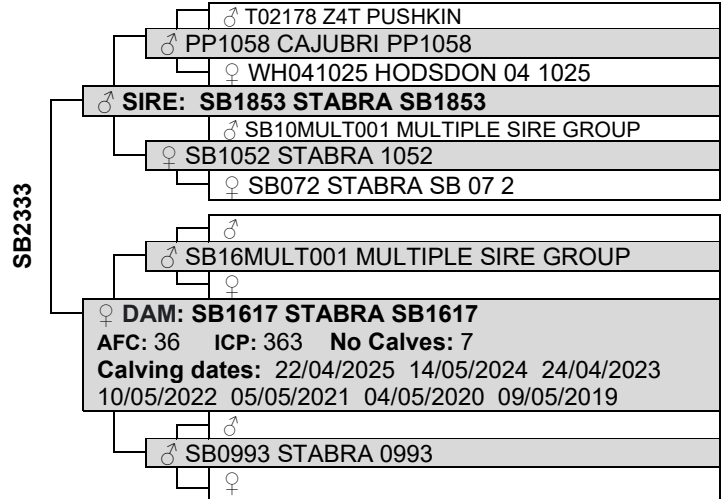 ♂ T02178 Z4T PUSHKIN
♂ PP1058 CAJUBRI PP1058
♀ WH041025 HODSDON 04 1025
♂ SIRE: SB1853 STABRA SB1853
♂ SB10MULT001 MULTIPLE SIRE GROUP
♀ SB1052 STABRA 1052
♀ SB072 STABRA SB 07 2
SB2333
♂
♂ SB16MULT001 MULTIPLE SIRE GROUP
♀
♀ DAM: SB1617 STABRA SB1617
AFC: 36 ICP: 363 No Calves: 7
Calving dates: 22/04/2025 14/05/2024 24/04/2023
10/05/2022 05/05/2021 04/05/2020 09/05/2019
♂
♂ SB0993 STABRA 0993
♀